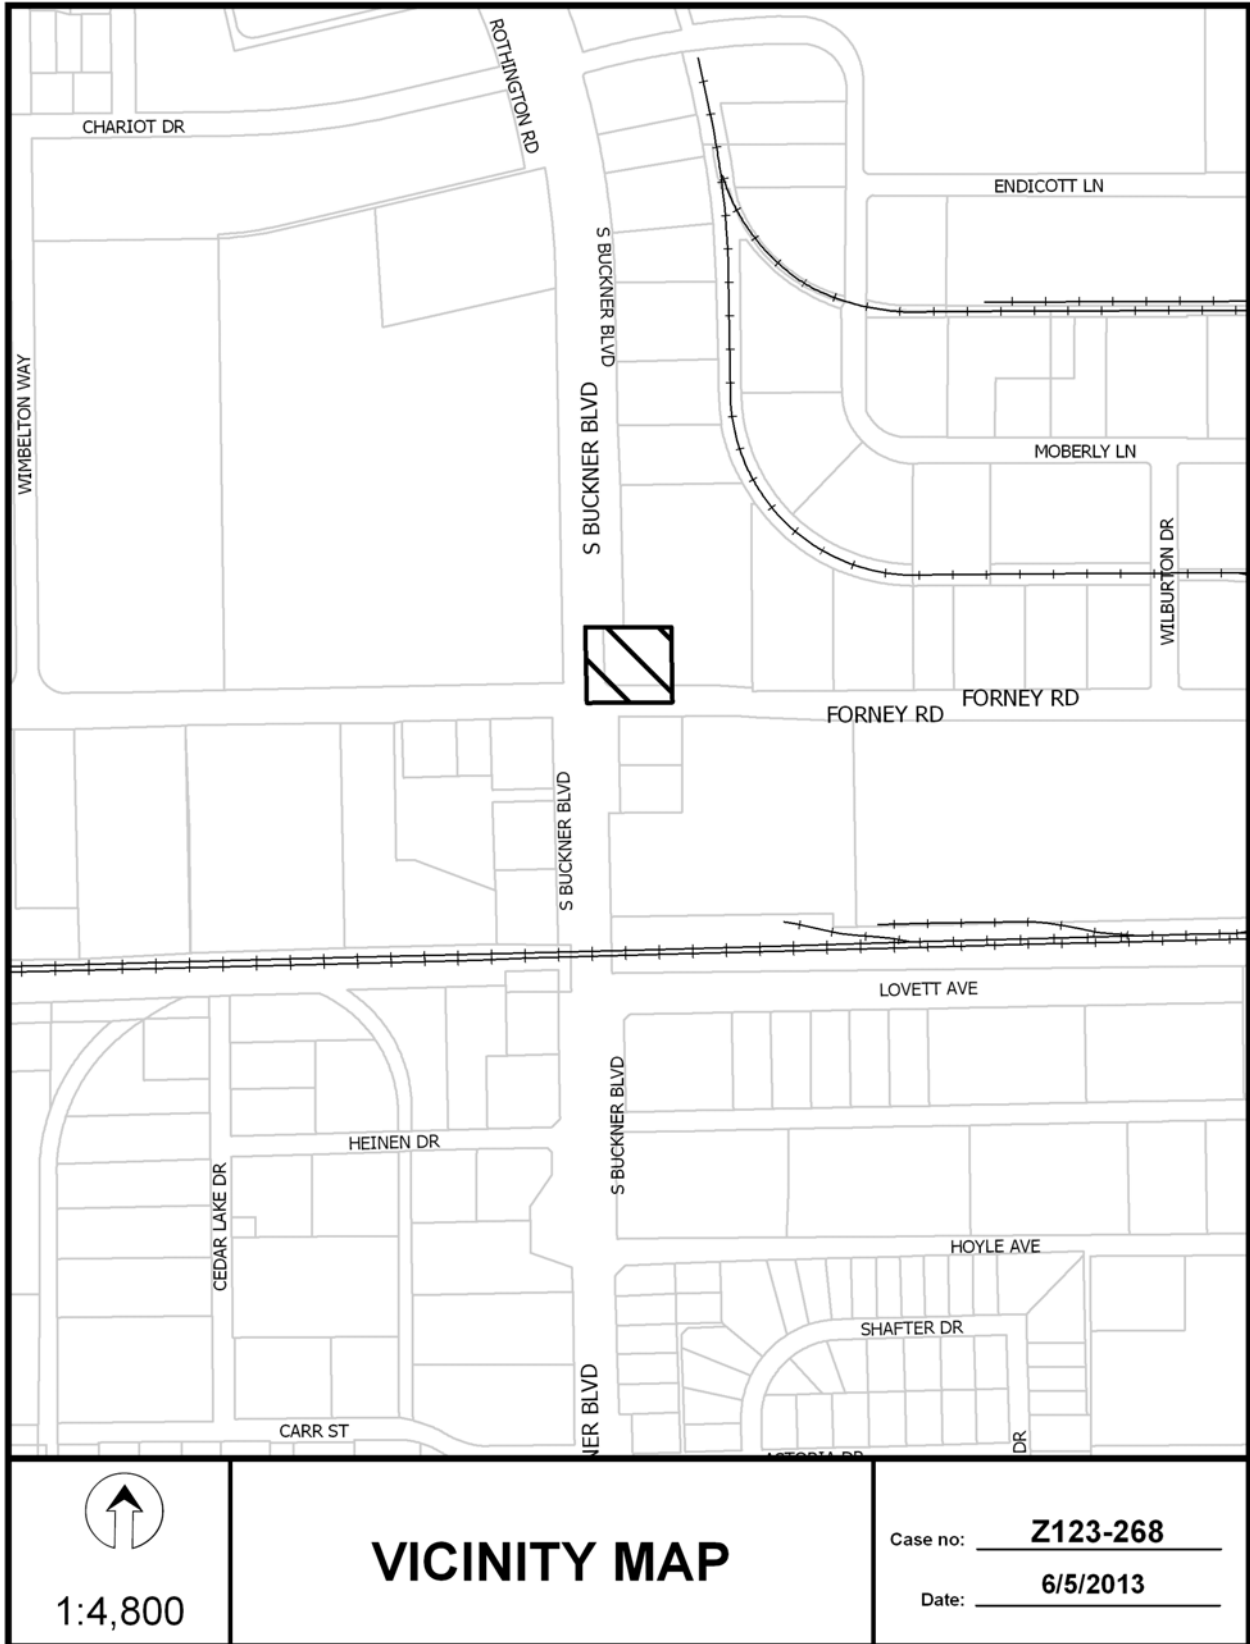 ROTHINGTON RD
CHARIOT DR
ENDICOTT LN
S BUCKNER BLVD
WIMBELTON WAY
S BUCKNER BLVD
MOBERLY LN
WILBURTON DR
FORNEY RD
FORNEY RD
S BUCKNER BLVD
LOVETT AVE
S BUCKNER BLVD
HEINEN DR
CEDAR LAKE DR
HOYLE AVE
SHAFTER DR
NER BLVD
CARR ST
DR
VICINITY MAP
1:4,800
Case no: Z123-268
Date: 6/5/2013